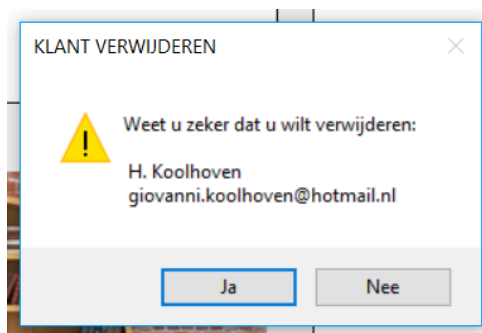 KLANT VERWIJDEREN
Weet u zeker dat u wilt verwijderen:
H. Koolhoven
giovanni.koolhoven@hotmail.nl
Ja
Nee